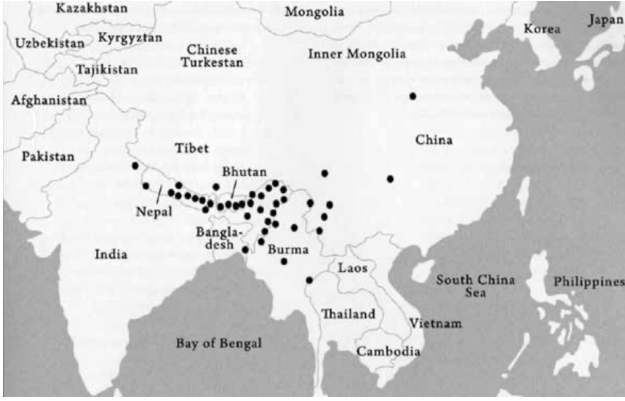 Kazakhstan
Mongolia
Japan
Korea
Uzbekistan
Kyrgyztan
Chinese
Turkestan
Inner Mongolia
Tajikistan
Afghanistan
China
Pakistan
Tibet
Bhutan
Nepal
Bangla-
desh
India
Burma
Laos
South China
Sea
Philippines
Thailand
Vietnam
Bay of Bengal
Cambodia